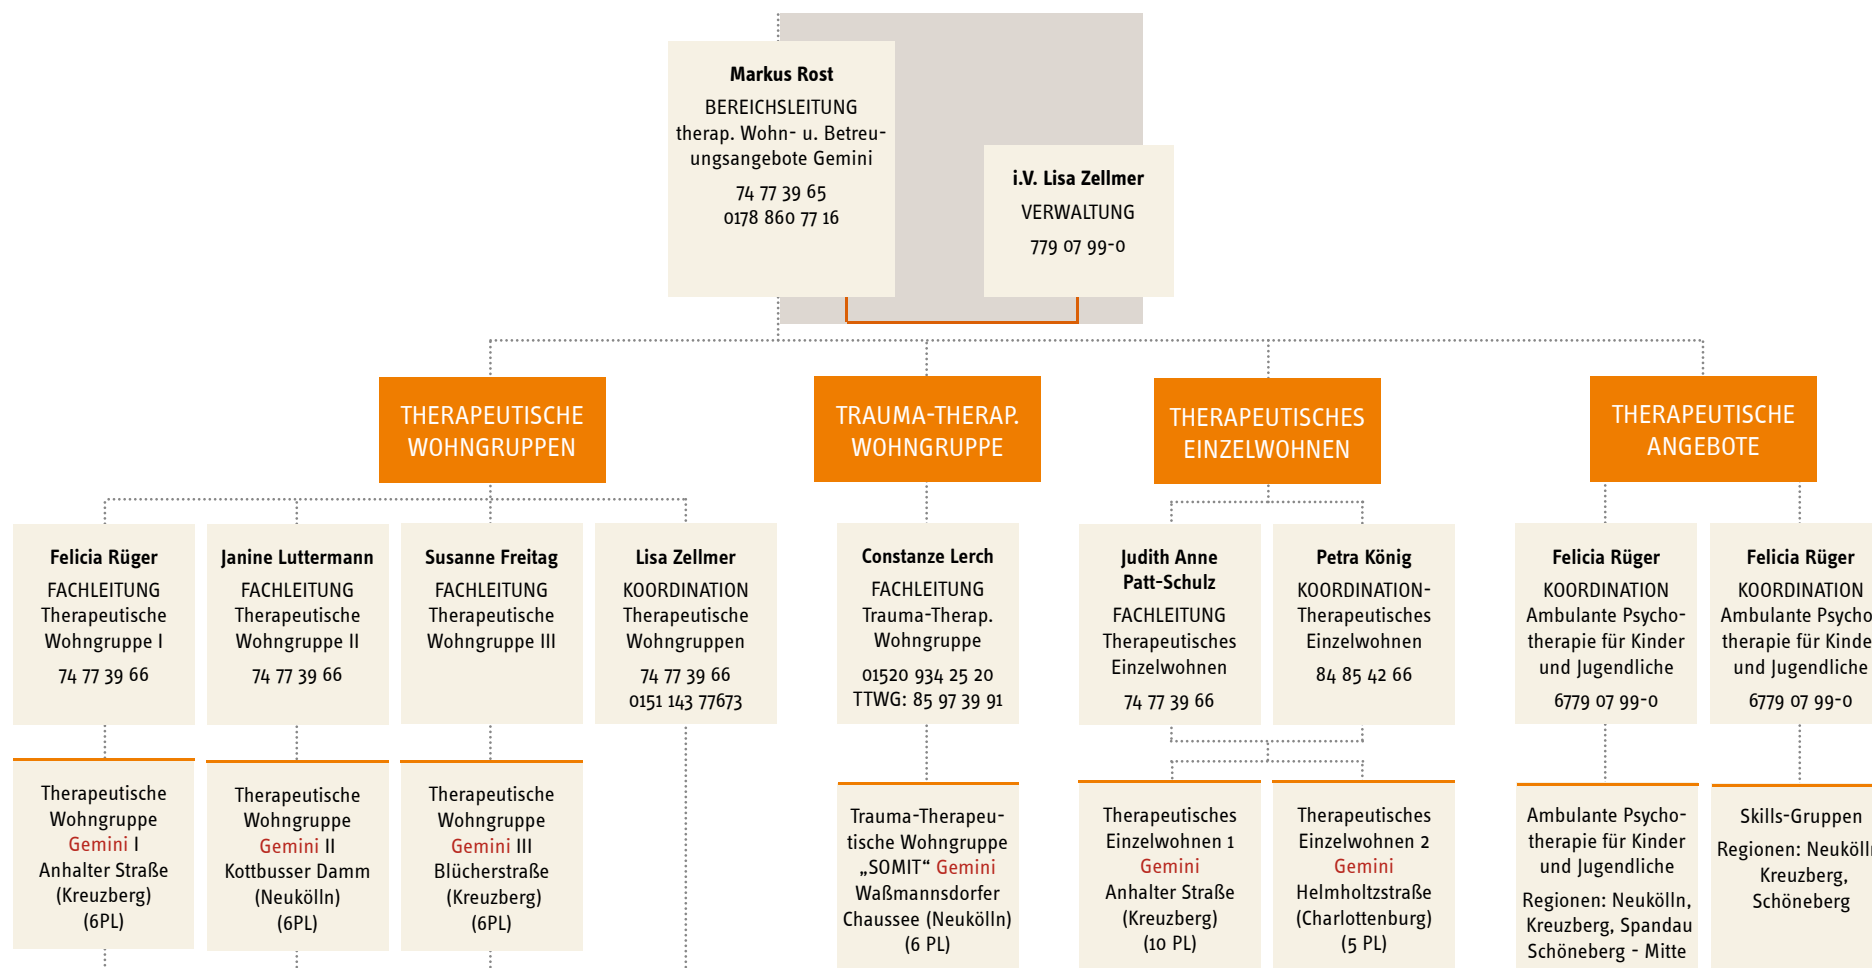 Markus Rost
BEREICHSLEITUNG
therap. Wohn- u. Betreu-
ungsangebote Gemini
74 77 39 65
0178 860 77 16
i.V. Lisa Zellmer
VERWALTUNG
779 07 99-0
THERAPEUTISCHE
WOHNGRUPPEN
TRAUMA-THERAP.
WOHNGRUPPE
THERAPEUTISCHES
EINZELWOHNEN
THERAPEUTISCHE
ANGEBOTE
Felicia Rüger
FACHLEITUNG
Therapeutische
Wohngruppe I
74 77 39 66
Janine Luttermann
FACHLEITUNG
Therapeutische
Wohngruppe II
74 77 39 66
Susanne Freitag
FACHLEITUNG
Therapeutische
Wohngruppe III
Lisa Zellmer
KOORDINATION
Therapeutische
Wohngruppen
74 77 39 66
0151 143 77673
Constanze Lerch
FACHLEITUNG
Trauma-Therap.
Wohngruppe
01520 934 25 20
TTWG: 85 97 39 91
Judith Anne
Patt-Schulz
FACHLEITUNG
Therapeutisches
Einzelwohnen
74 77 39 66
Petra König
KOORDINATION-
Therapeutisches
Einzelwohnen
84 85 42 66
Felicia Rüger
KOORDINATION
Ambulante Psycho-
therapie für Kinder
und Jugendliche
6779 07 99-0
Felicia Rüger
KOORDINATION
Ambulante Psycho
therapie für Kinde
und Jugendliche
6779 07 99-0
Therapeutische
Wohngruppe
Gemini I
Anhalter Straße
(Kreuzberg)
(6PL)
Therapeutische
Wohngruppe
Gemini II
Kottbusser Damm
(Neukölln)
(6PL)
Therapeutische
Wohngruppe
Gemini III
Blücherstraße
(Kreuzberg)
(6PL)
Trauma-Therapeu-
tische Wohngruppe
„SOMIT“ Gemini
Waßmannsdorfer
Chaussee (Neukölln)
(6 PL)
Therapeutisches
Einzelwohnen 1
Gemini
Anhalter Straße
(Kreuzberg)
(10 PL)
Therapeutisches
Einzelwohnen 2
Gemini
Helmholtzstraße
(Charlottenburg)
(5 PL)
Ambulante Psycho-
therapie für Kinder
und Jugendliche
Regionen: Neukölln,
Kreuzberg, Spandau
Schöneberg - Mitte
Skills-Gruppen
Regionen: Neukölln
Kreuzberg,
Schöneberg